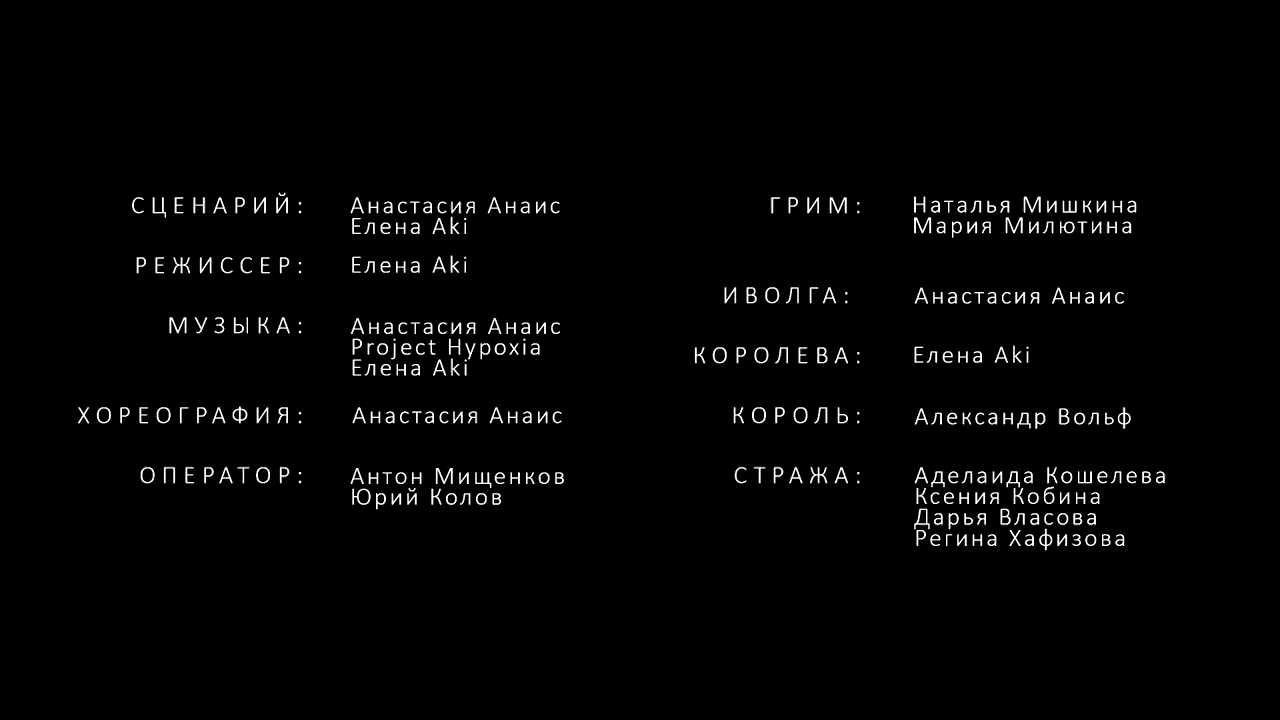 СЦЕНАРИЙ: Анастасия Анаис
Елена Aki
РЕЖИССЕР: Елена Aki
МУЗЫКА: Анастасия Анаис
Project Hypoxia
Елена Aki
ХОРЕОГРАФИЯ: Анастасия Анаис
ОПЕРАТОР: Антон Мищенков
Юрий Колов
ГРИМ: Наталья Мишкина
Мария Милютина
ИВОЛГА: Анастасия Анаис
КОРОЛЕВА: Елена Aki
КОРОЛЬ: Александр Вольф
СТРАЖА: Аделаида Кошелева
Ксения Кобина
Дарья Власова
Регина Хафизова